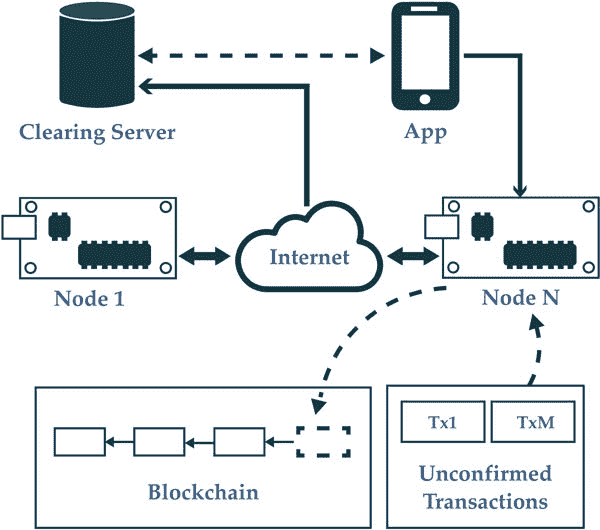 Clearing Server
App
Node 1
Internet
Node N
Tx1
TxM
Blockchain
Unconfirmed
Transactions